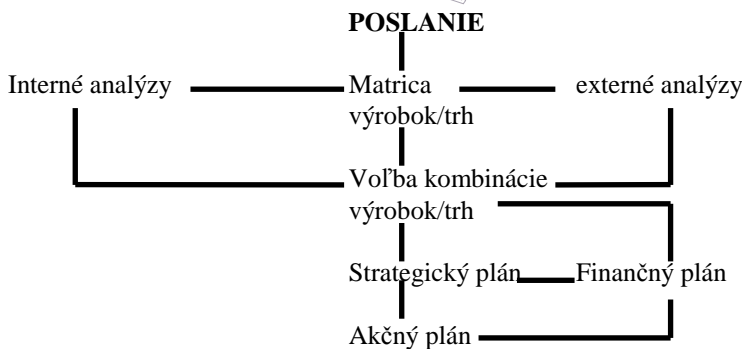 POSLANIE
Interné analýzy Matrica externé analýzy
výrobok/trh
Voľba kombinácie
výrobok/trh
Strategický plán Finančný plán
Akčný plán